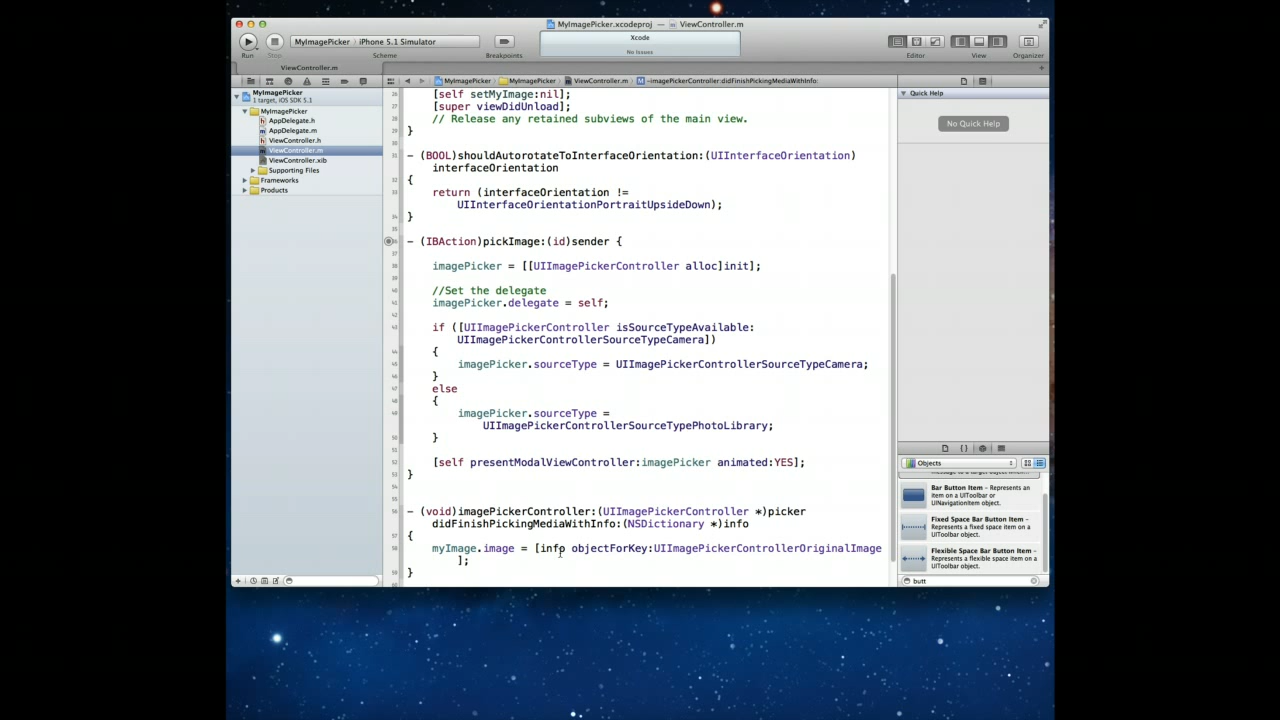 MyImagePicker.xcodeproj — ViewController.m
MyImagePicker | iPhone 5.1 Simulator
Xcode
No Issues
Run
Stop
Scheme
Breakpoints
Editor
View
Organizer
ViewController.m
MyImagePicker
MyImagePicker
ViewController.m
-imagePickerController:didFinishPickingMediaWithInfo:
MyImagePicker
1 target, iOS SDK 5.1
MyImagePicker
AppDelegate.h
AppDelegate.m
ViewController.h
ViewController.m
ViewController.xib
Supporting Files
Frameworks
Products
[self setMyImage:nil];
[super viewDidUnload];
// Release any retained subviews of the main view.
}
- (BOOL)shouldAutorotateToInterfaceOrientation:(UIInterfaceOrientation)
interfaceOrientation
{
return (interfaceOrientation !=
UIInterfaceOrientationPortraitUpsideDown);
}
- (IBAction)pickImage:(id)sender {
imagePicker = [[UIImagePickerController alloc]init];
//Set the delegate
imagePicker.delegate = self;
if ([UIImagePickerController isSourceTypeAvailable:
UIImagePickerControllerSourceTypeCamera])
{
imagePicker.sourceType = UIImagePickerControllerSourceTypeCamera;
}
else
{
imagePicker.sourceType =
UIImagePickerControllerSourceTypePhotoLibrary;
}
[self presentModalViewController:imagePicker animated:YES];
}
- (void)imagePickerController:(UIImagePickerController *)picker
didFinishPickingMediaWithInfo:(NSDictionary *)info
{
myImage.image = [info objectForKey:UIImagePickerControllerOriginalImage
];
}
Quick Help
No Quick Help
Objects
Bar Button Item – Represents an
item on a UIToolbar or
UINavigationItem object.
Fixed Space Bar Button Item –
Represents a fixed space item on a
UIToolbar object.
Flexible Space Bar Button Item –
Represents a flexible space item on a
UIToolbar object.
butt